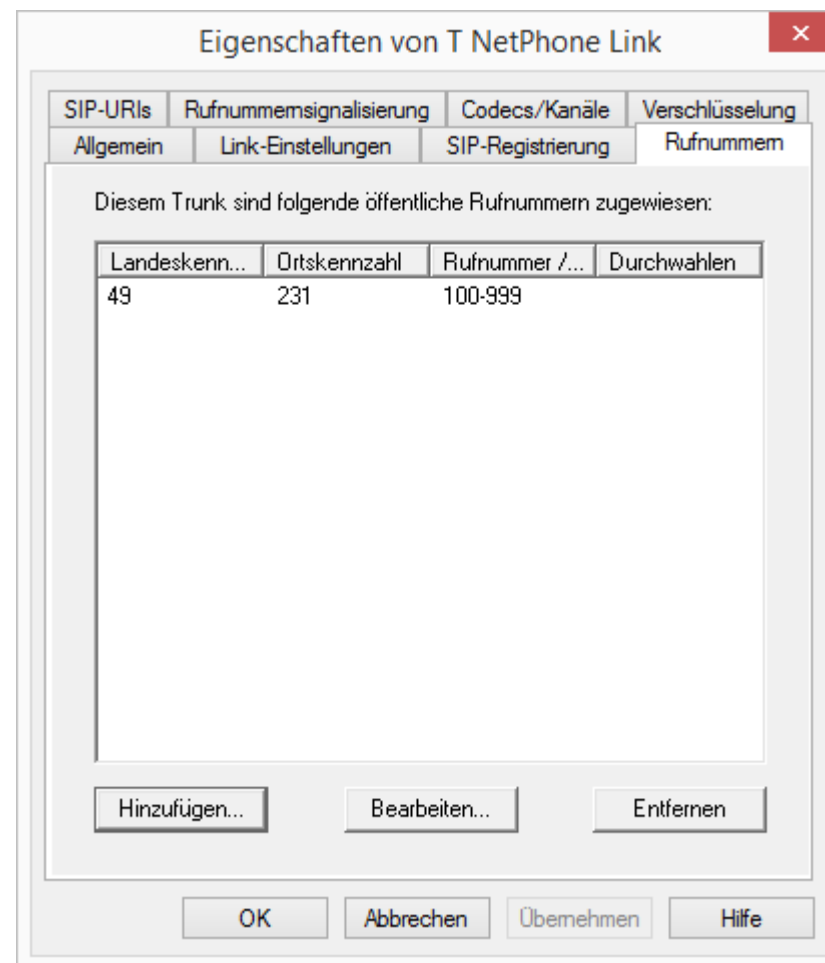 Eigenschaften von T NetPhone Link
SIP-URIs Rufnummernsignalisierung Codecs/Kanäle Verschlüsselung
Allgemein Link-Einstellungen SIP-Registrierung Rufnummern
Diesem Trunk sind folgende öffentliche Rufnummern zugewiesen:
Landeskenn... Ortskennzahl Rufnummer /... Durchwahlen
49 231 100-999
Hinzufügen... Bearbeiten... Entfernen
OK Abbrechen Übernehmen Hilfe